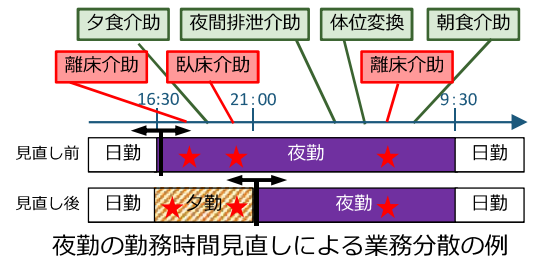 夕食介助 夜間排泄介助 体位変換 朝食介助
離床介助 臥床介助 離床介助
16:30 21:00 9:30
見直し前 日勤 夜勤 日勤
見直し後 日勤 夕勤 夜勤 日勤
夜勤の勤務時間見直しによる業務分散の例